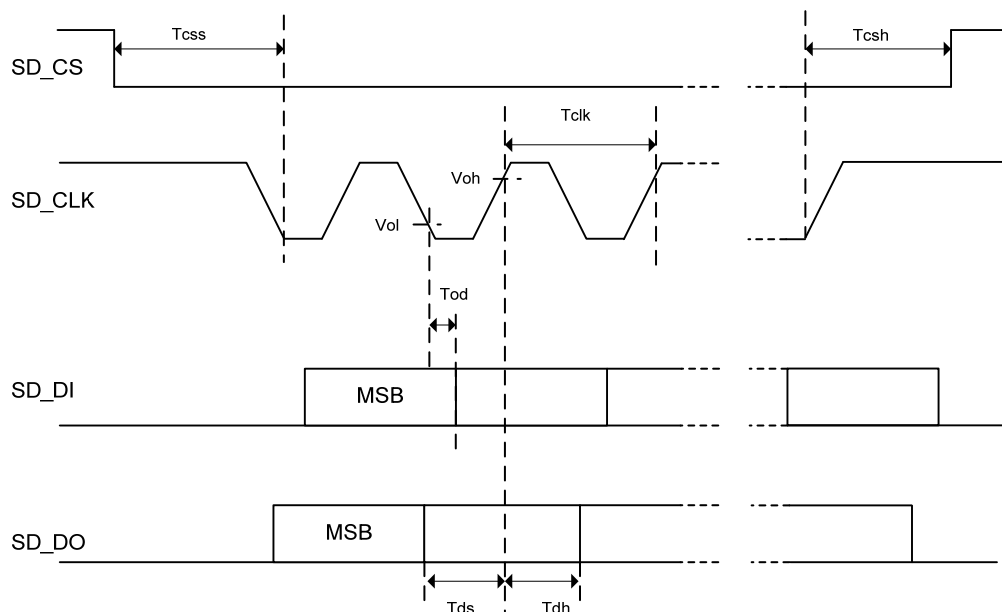 Tcss
Tcsh
SD_CS
Tclk
Voh
SD_CLK
Vol
Tod
SD_DI
MSB
SD_DO
MSB
Tds
Tdh